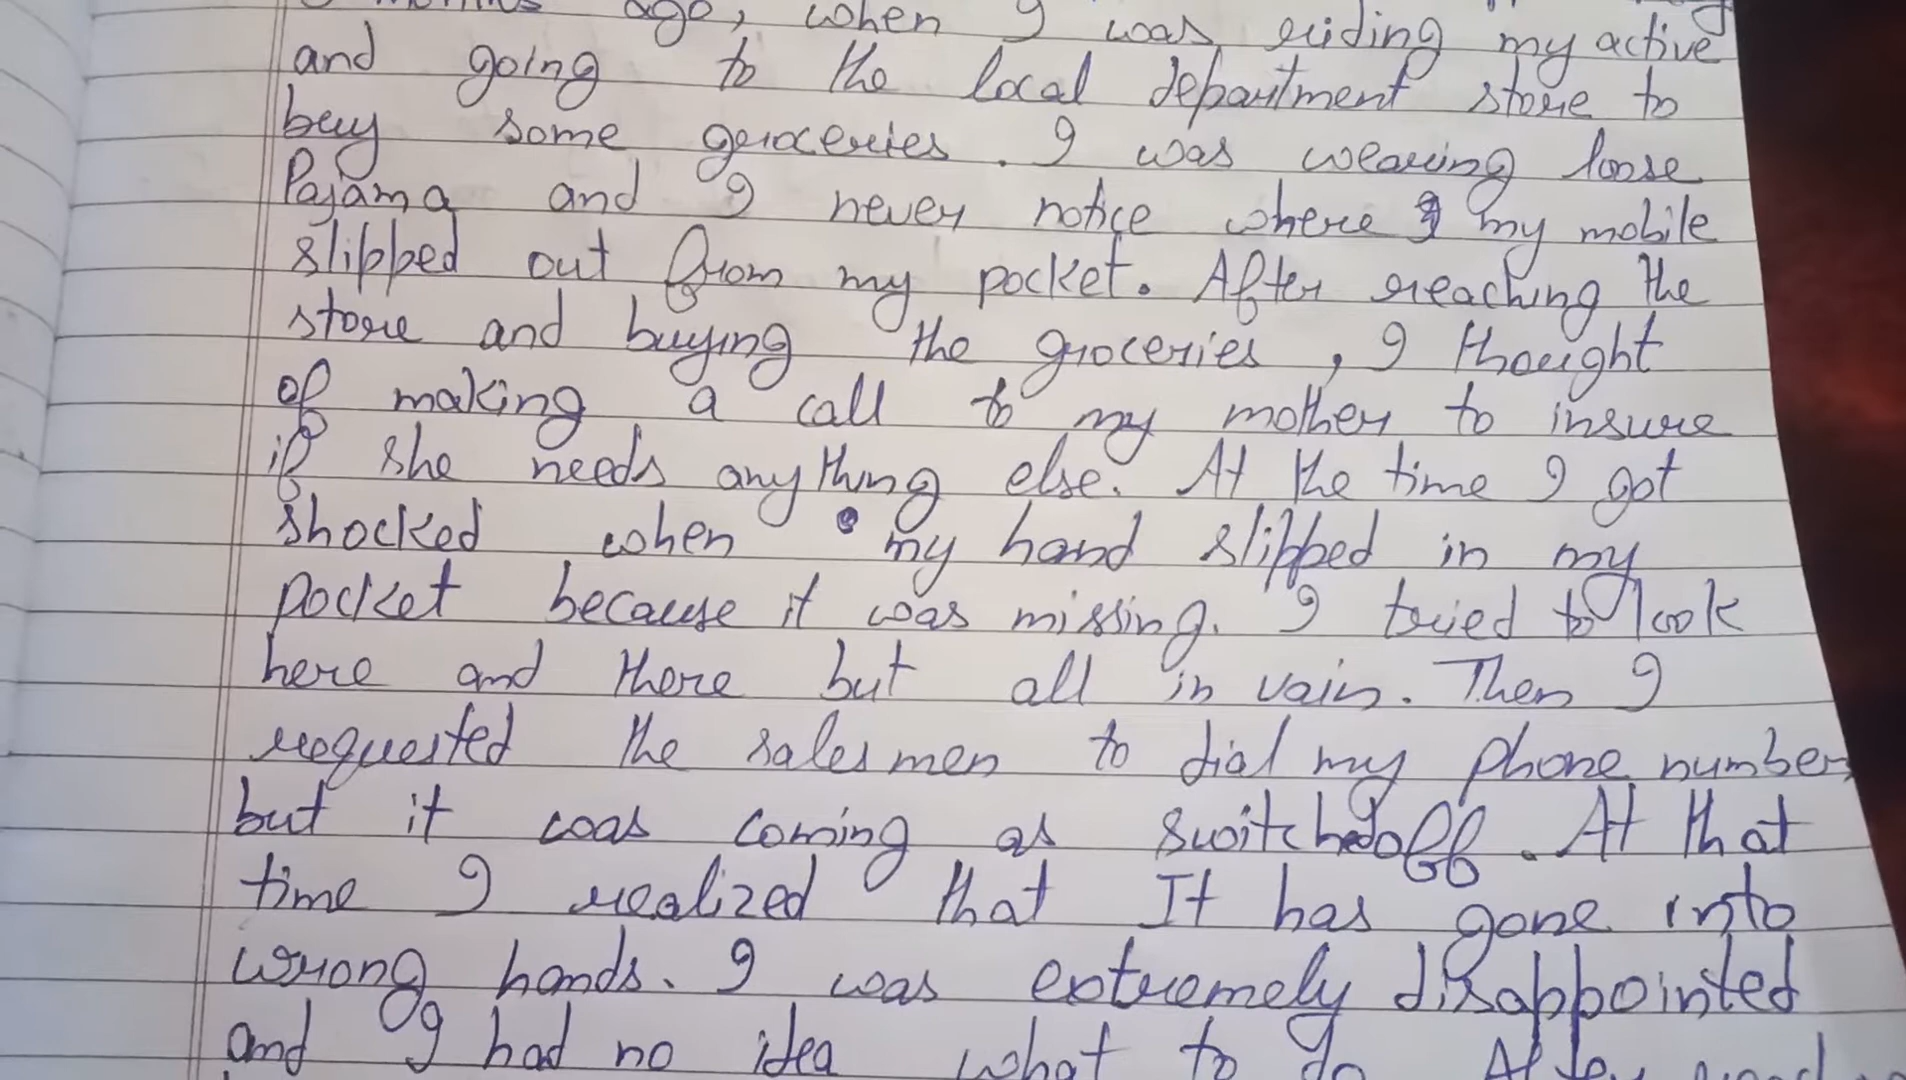 months ago, when I was riding my active
and going to the local department store to
buy some groceries. I was wearing loose
Pajama and I never notice where my mobile
slipped out from my pocket. After reaching the
store and buying the groceries, I thought
of making a call to my mother to insure
if she needs anything else. At the time I got
shocked when my hand slipped in my
pocket because it was missing. I tried to look
here and there but all in vain. Then I
requested the salesmen to dial my phone number
but it was coming as switchedoff. At that
time I realized that It has gone into
wrong hands. I was extremely disappointed
and I had no idea what to do. After